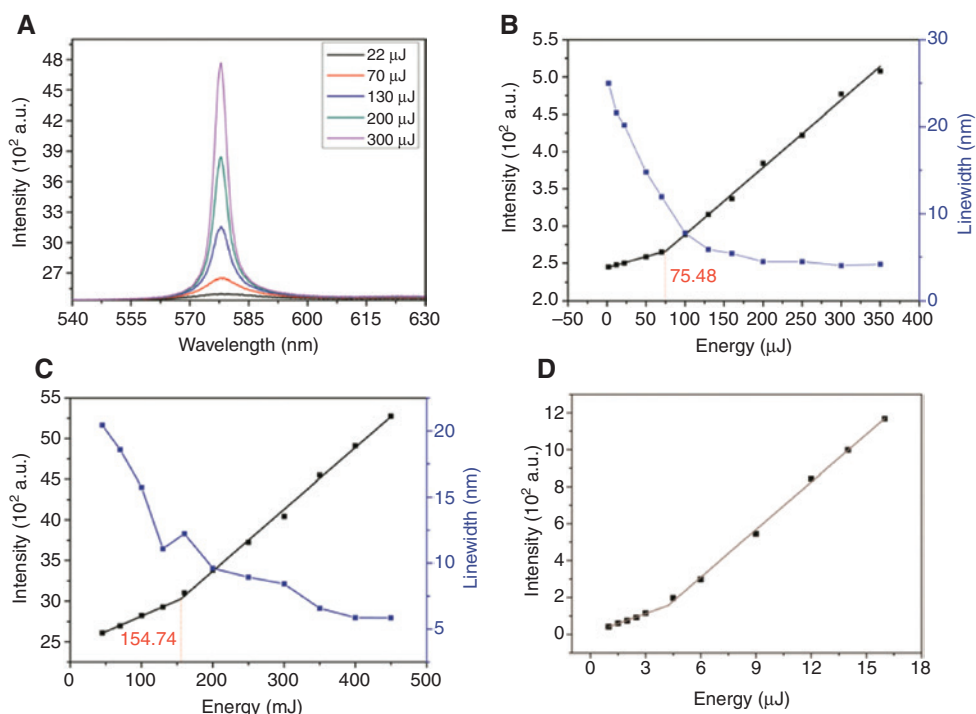 A
Intensity (10² a.u.)
48
45
42
39
36
33
30
27
540 555 570 585 600 615 630
Wavelength (nm)
22 μJ
70 μJ
130 μJ
200 μJ
300 μJ
B
Intensity (10² a.u.)
5.5
5.0
4.5
4.0
3.5
3.0
2.5
2.0
75.48
–50 0 50 100 150 200 250 300 350 400
Energy (μJ)
30
20
10
0
Linewidth (nm)
C
Intensity (10² a.u.)
55
50
45
40
35
30
25
154.74
0 100 200 300 400 500
Energy (mJ)
20
15
10
5
Linewidth (nm)
D
Intensity (10² a.u.)
12
10
8
6
4
2
0
0 3 6 9 12 15 18
Energy (μJ)